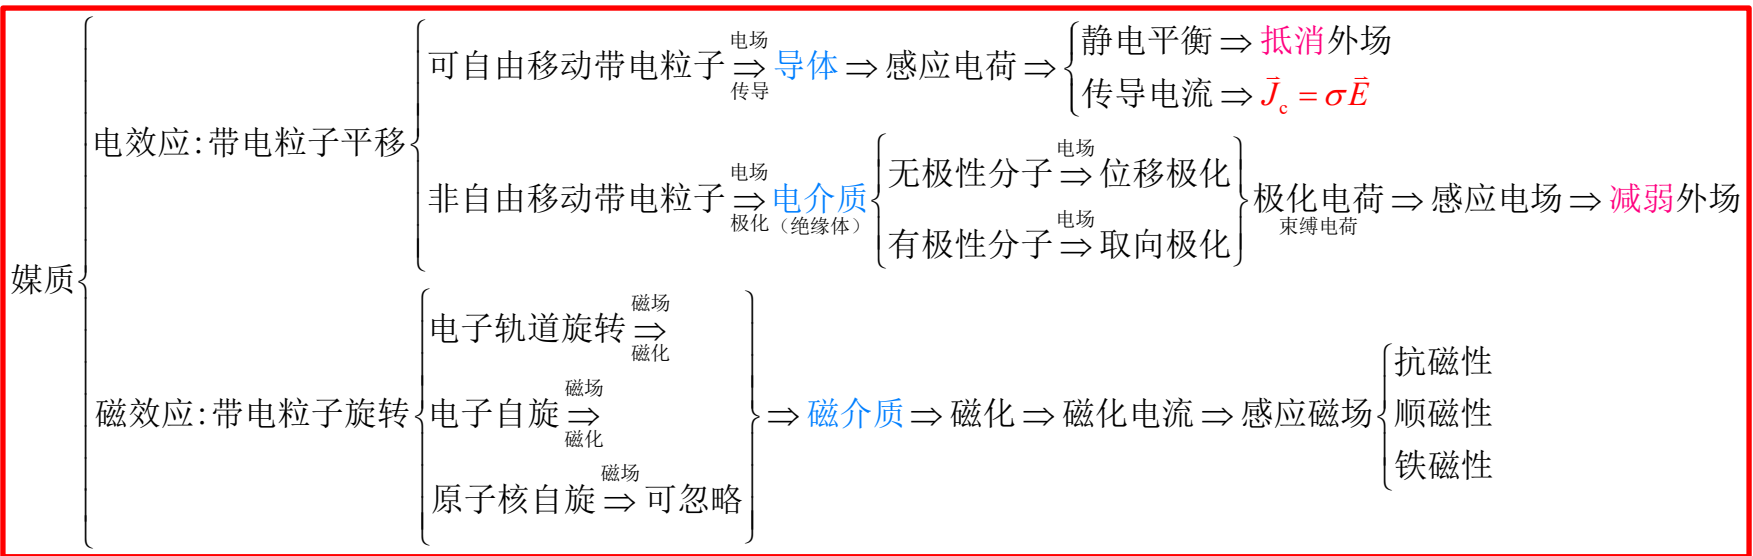 媒质
电效应:带电粒子平移
可自由移动带电粒子 电场 ⇒ 传导 导体 ⇒ 感应电荷 ⇒
静电平衡 ⇒ 抵消外场
传导电流 ⇒ J⃗c = σE⃗
非自由移动带电粒子 电场 ⇒ 极化 电介质 (绝缘体)
无极性分子 电场 ⇒ 位移极化
有极性分子 电场 ⇒ 取向极化
极化电荷 束缚电荷 ⇒ 感应电场 ⇒ 减弱外场
磁效应:带电粒子旋转
电子轨道旋转 磁场 ⇒ 磁化
电子自旋 磁场 ⇒ 磁化
原子核自旋 磁场 ⇒ 可忽略
⇒ 磁介质 ⇒ 磁化 ⇒ 磁化电流 ⇒ 感应磁场
抗磁性
顺磁性
铁磁性